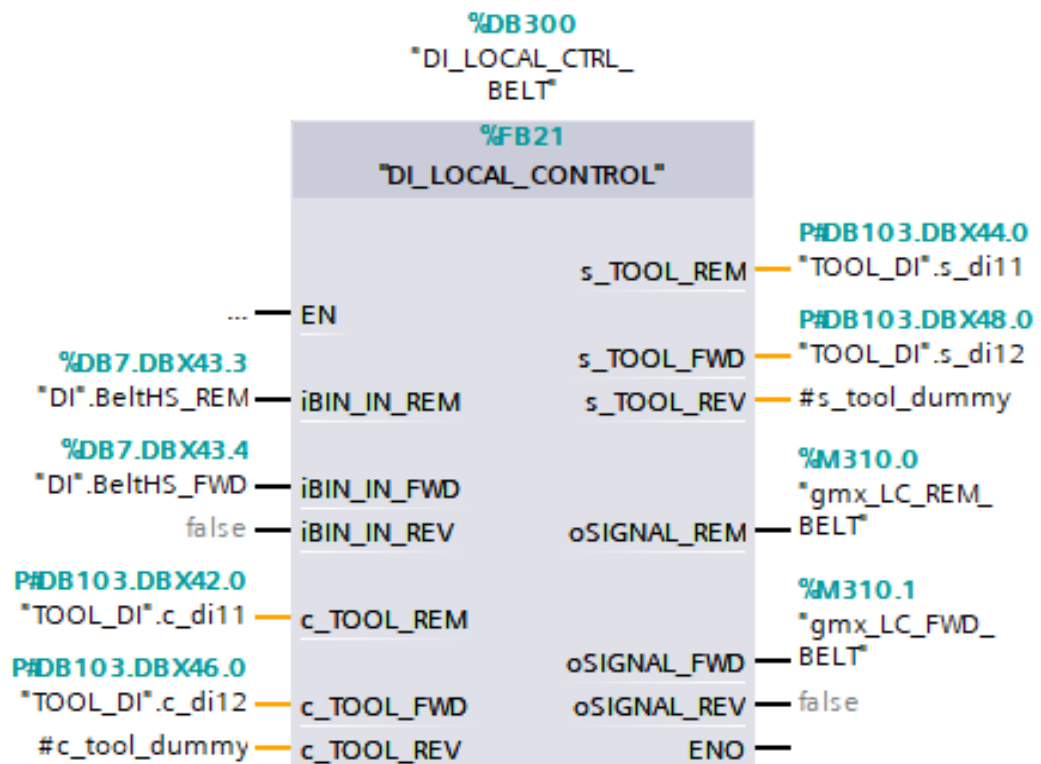 %DB300
"DI_LOCAL_CTRL_
BELT"
%FB21
"DI_LOCAL_CONTROL"
P#DB103.DBX44.0
s_TOOL_REM "TOOL_DI".s_di11
... EN
P#DB103.DBX48.0
s_TOOL_FWD "TOOL_DI".s_di12
%DB7.DBX43.3
"DI".BeltHS_REM iBIN_IN_REM
s_TOOL_REV #s_tool_dummy
%DB7.DBX43.4
"DI".BeltHS_FWD iBIN_IN_FWD
false iBIN_IN_REV
%M310.0
"gmx_LC_REM_
oSIGNAL_REM BELT"
P#DB103.DBX42.0
"TOOL_DI".c_di11 c_TOOL_REM
%M310.1
"gmx_LC_FWD_
oSIGNAL_FWD BELT"
P#DB103.DBX46.0
"TOOL_DI".c_di12 c_TOOL_FWD
oSIGNAL_REV false
#c_tool_dummy c_TOOL_REV
ENO